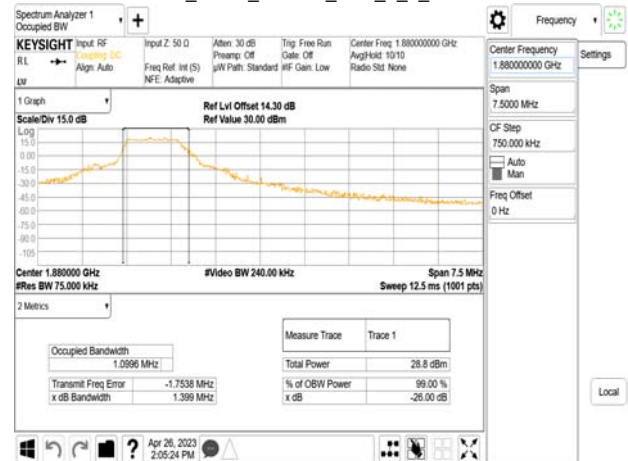 Spectrum Analyzer 1
Occupied BW
Frequency
KEYSIGHT
Input: RF
Coupling: DC
Align: Auto
Input Z: 50 Ω
Freq Ref: Int (S)
NFE: Adaptive
Atten: 30 dB
Preamp: Off
µW Path: Standard
Trig: Free Run
Gate: Off
#IF Gain: Low
Center Freq: 1.880000000 GHz
Avg|Hold: 10/10
Radio Std: None
RL
Center Frequency
1.880000000 GHz
Settings
Span
7.5000 MHz
CF Step
750.000 kHz
Auto
Man
Freq Offset
0 Hz
1 Graph
Scale/Div 15.0 dB
Ref Lvl Offset 14.30 dB
Ref Value 30.00 dBm
Log
15.0
0.00
-15.0
-30.0
-45.0
-60.0
-75.0
-90.0
-105
Center 1.880000 GHz
#Res BW 75.000 kHz
#Video BW 240.00 kHz
Span 7.5 MHz
Sweep 12.5 ms (1001 pts)
2 Metrics
Occupied Bandwidth
1.0996 MHz
Transmit Freq Error -1.7538 MHz
x dB Bandwidth 1.399 MHz
Measure Trace Trace 1
Total Power 28.8 dBm
% of OBW Power 99.00 %
x dB -26.00 dB
Local
?
Apr 26, 2023
2:05:24 PM